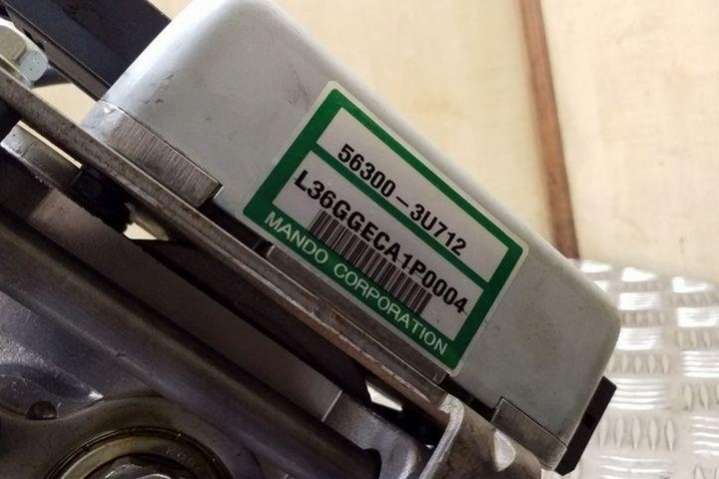 56300-3U712
L36GGECA1P0004
MANDO CORPORATION